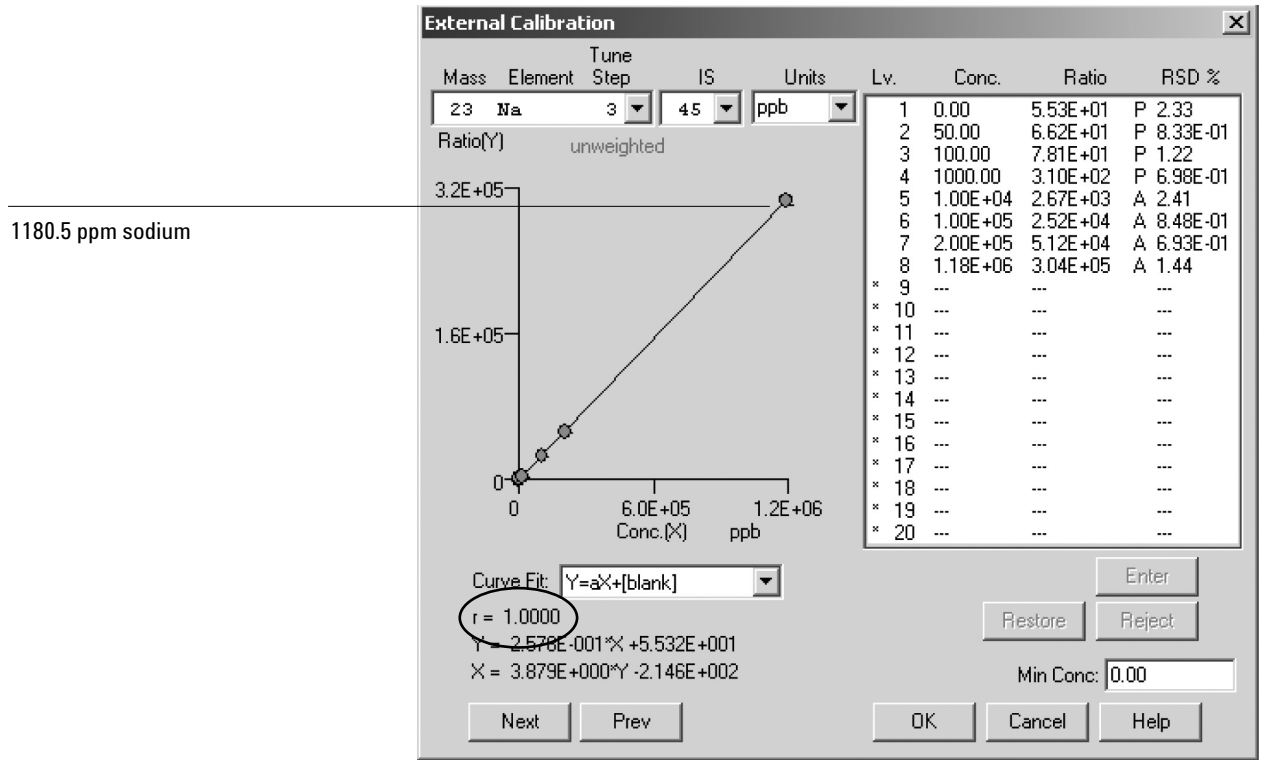 External Calibration
Tune
Mass Element Step IS Units
23 Na 3 45 ppb
Ratio(Y) unweighted
3.2E+05
1180.5 ppm sodium
1.6E+05
0
0 6.0E+05 1.2E+06
Conc.(X) ppb
Lv. Conc. Ratio RSD %
1 0.00 5.53E+01 P 2.33
2 50.00 6.62E+01 P 8.33E-01
3 100.00 7.81E+01 P 1.22
4 1000.00 3.10E+02 P 6.98E-01
5 1.00E+04 2.67E+03 A 2.41
6 1.00E+05 2.52E+04 A 8.48E-01
7 2.00E+05 5.12E+04 A 6.93E-01
8 1.18E+06 3.04E+05 A 1.44
* 9 --- --- ---
* 10 --- --- ---
* 11 --- --- ---
* 12 --- --- ---
* 13 --- --- ---
* 14 --- --- ---
* 15 --- --- ---
* 16 --- --- ---
* 17 --- --- ---
* 18 --- --- ---
* 19 --- --- ---
* 20 --- --- ---
Curve Fit: Y=aX+[blank]
r = 1.0000
Y = 2.578E-001*X +5.532E+001
X = 3.879E+000*Y -2.146E+002
Next Prev
Enter
Restore Reject
Min Conc: 0.00
OK Cancel Help